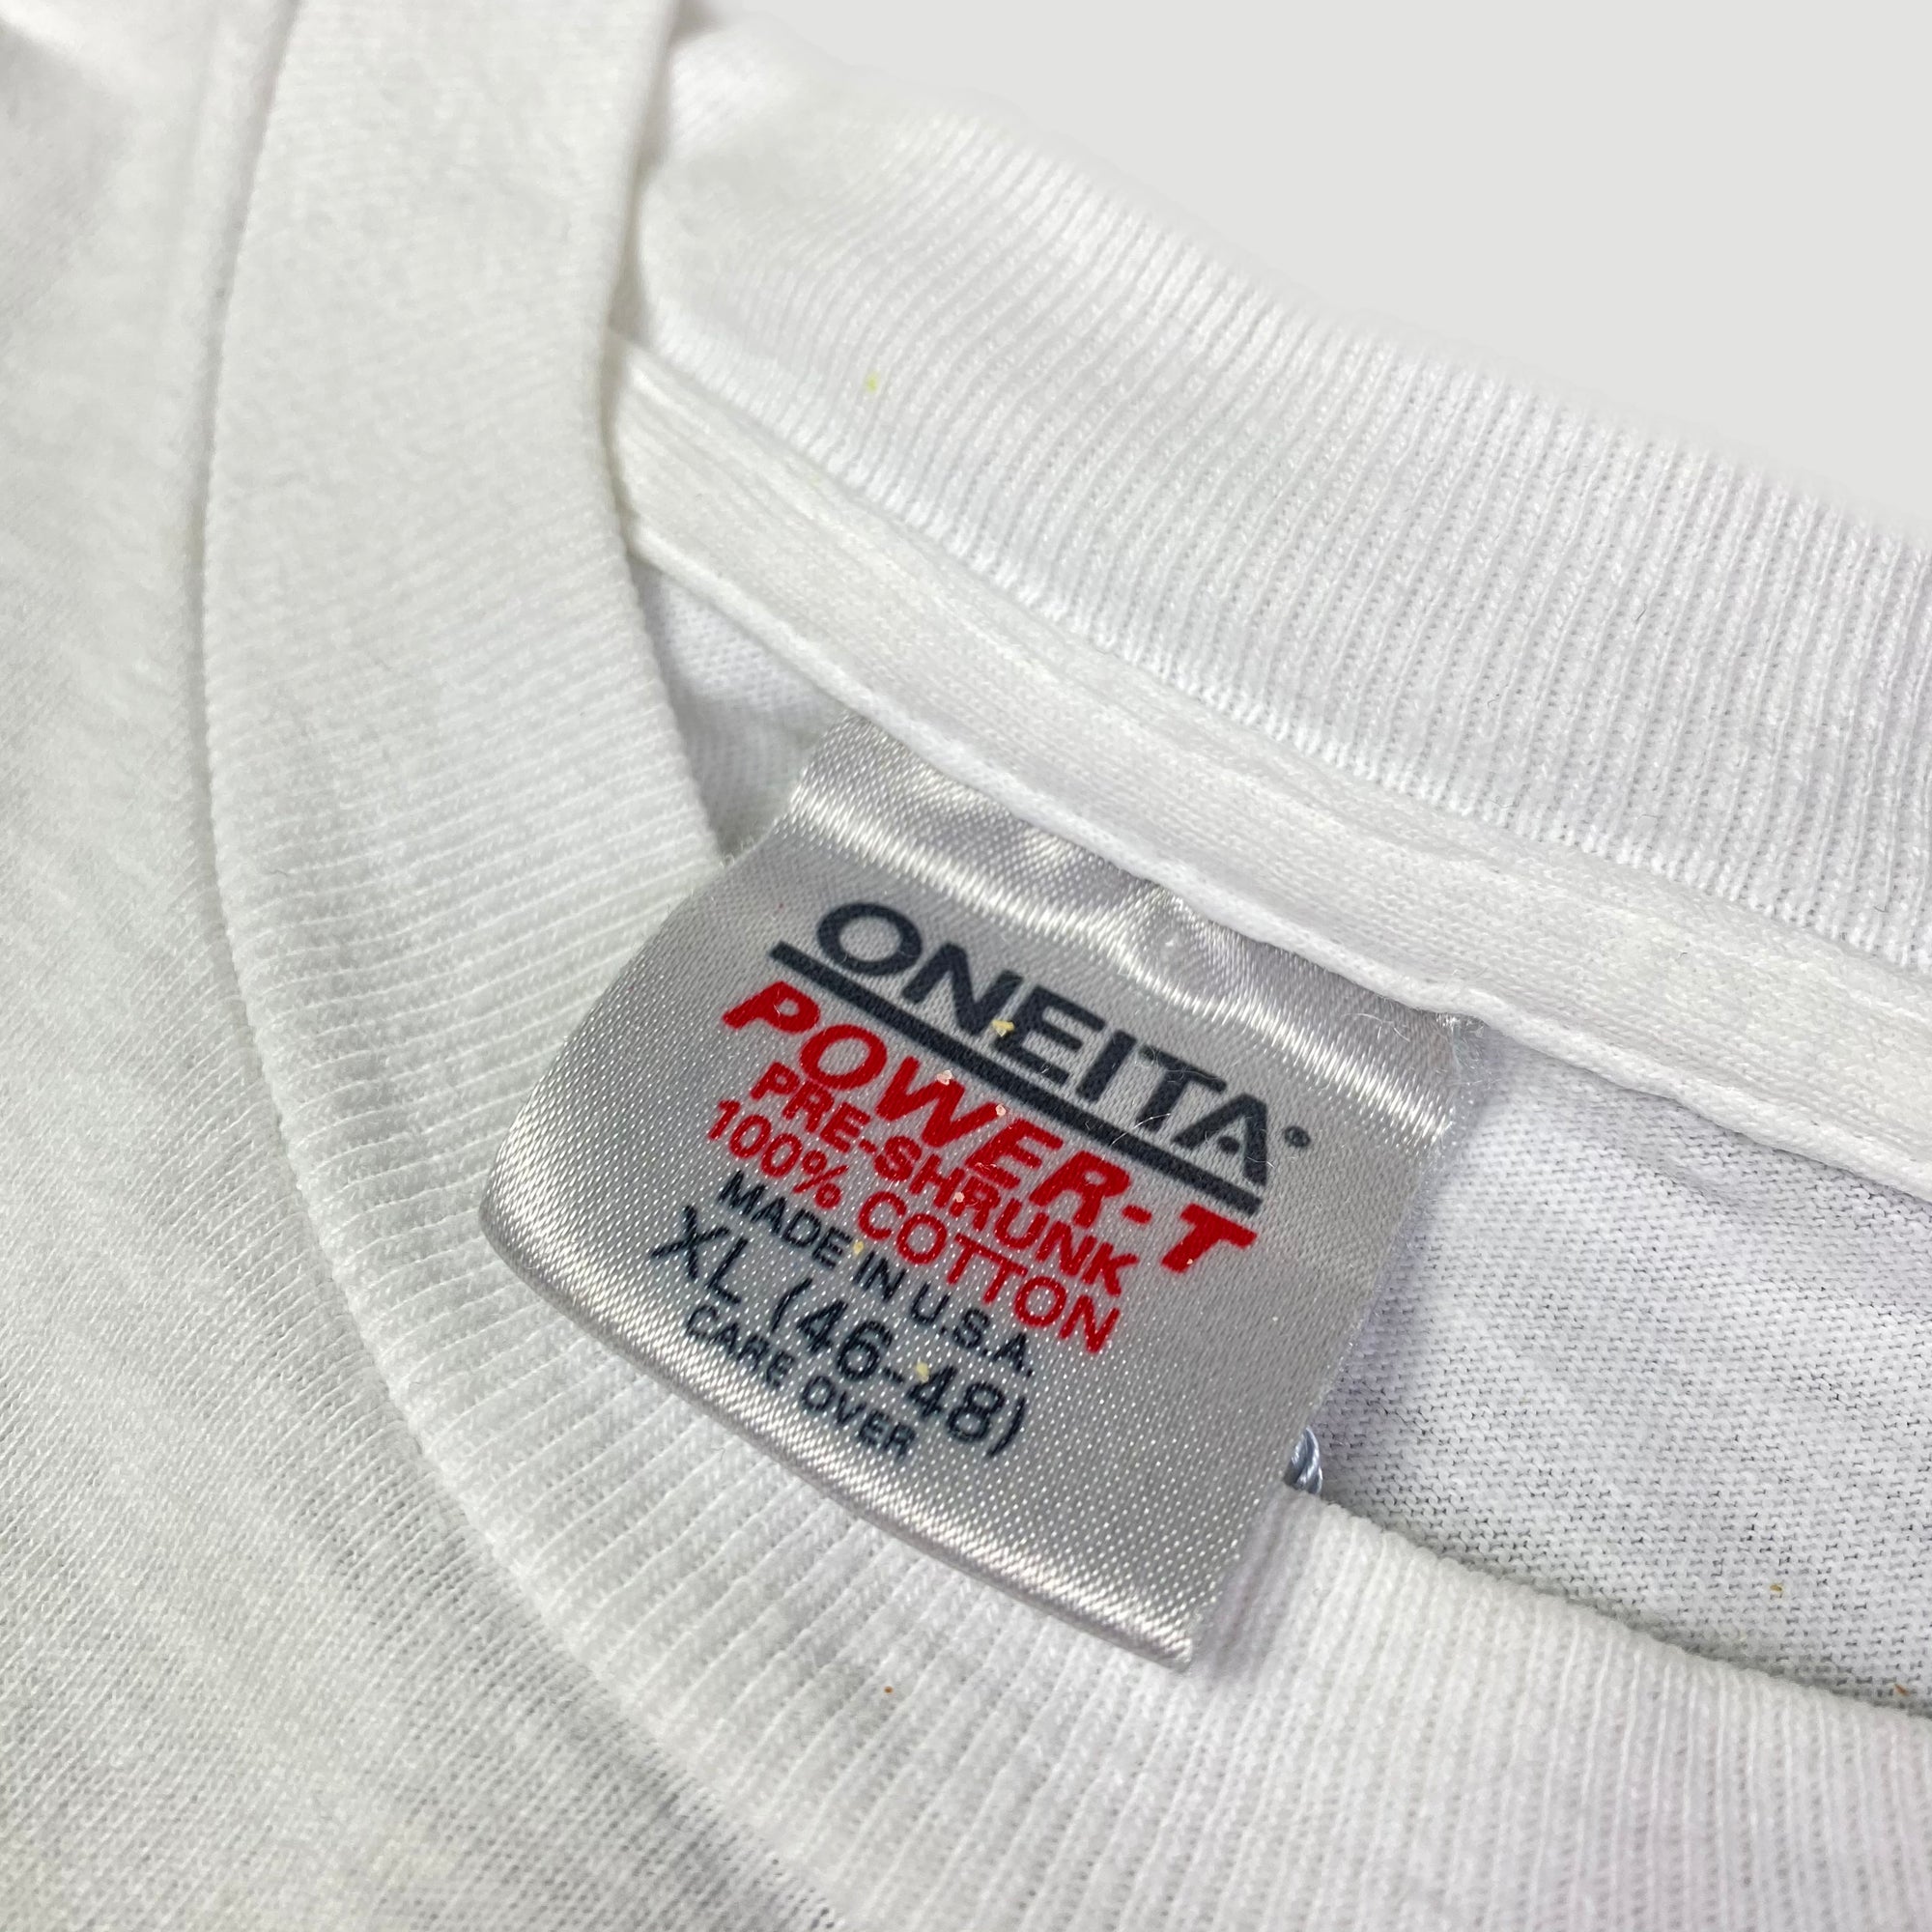 ONEITA®
POWER-T
PRE-SHRUNK
100% COTTON
MADE IN U.S.A.
XL (46-48)
CARE OVER